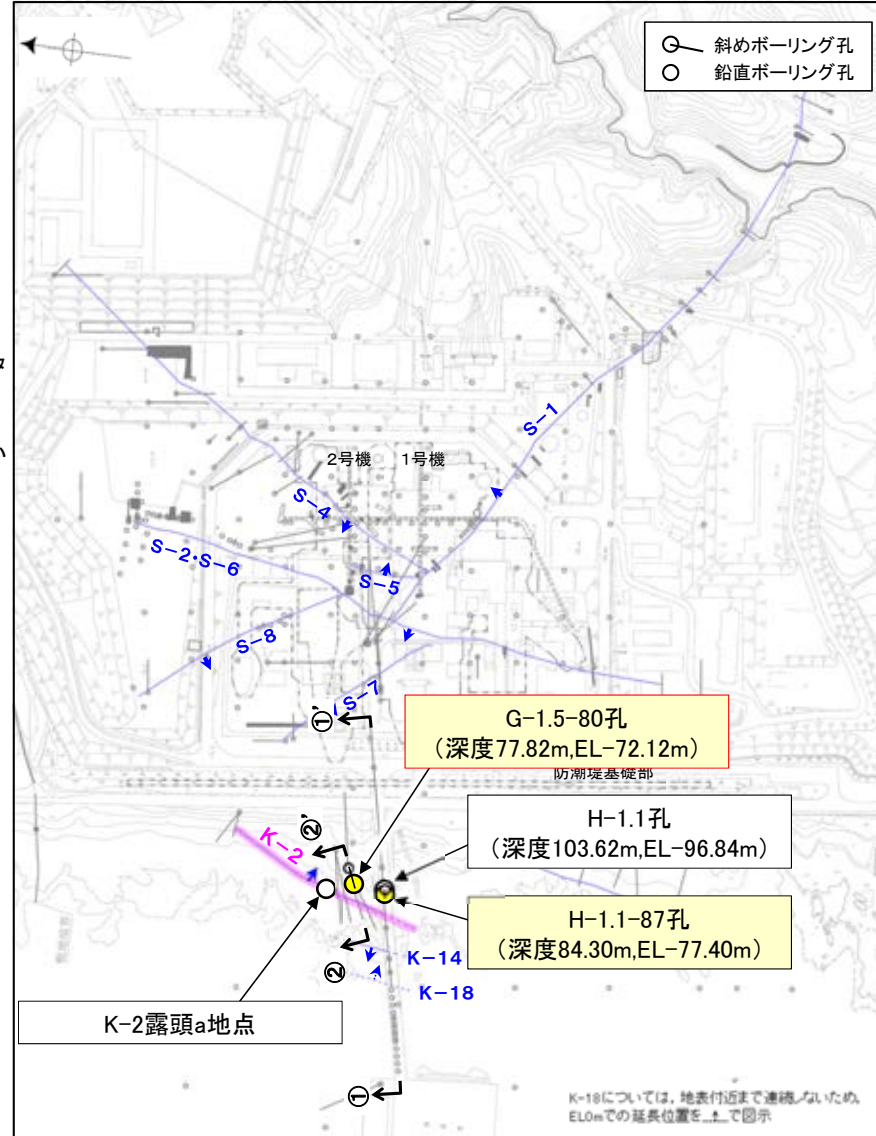 斜めボーリング孔
鉛直ボーリング孔
S-1
2号機
1号機
S-4
S-2・S-6
S-5
S-8
S-7
①’
G-1.5-80孔
(深度77.82m,EL-72.12m)
防潮堤基礎部
②’
K-2
H-1.1孔
(深度103.62m,EL-96.84m)
H-1.1-87孔
(深度84.30m,EL-77.40m)
K-14
②
K-18
K-2露頭a地点
①
K-18については,地表付近まで連続しないため,
EL0mでの延長位置を で図示